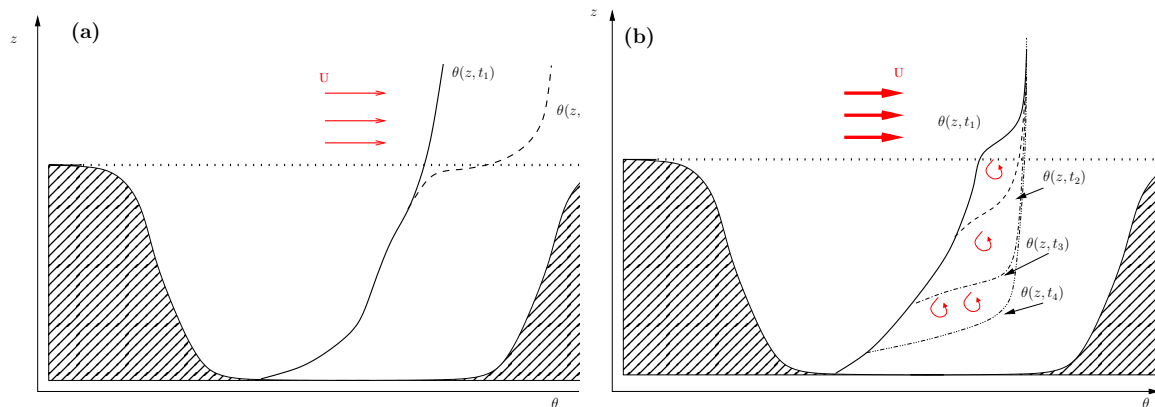 (a)
z
U
θ(z, t₁)
θ(z,
θ
(b)
z
U
θ(z, t₁)
θ(z, t₂)
θ(z, t₃)
θ(z, t₄)
θ